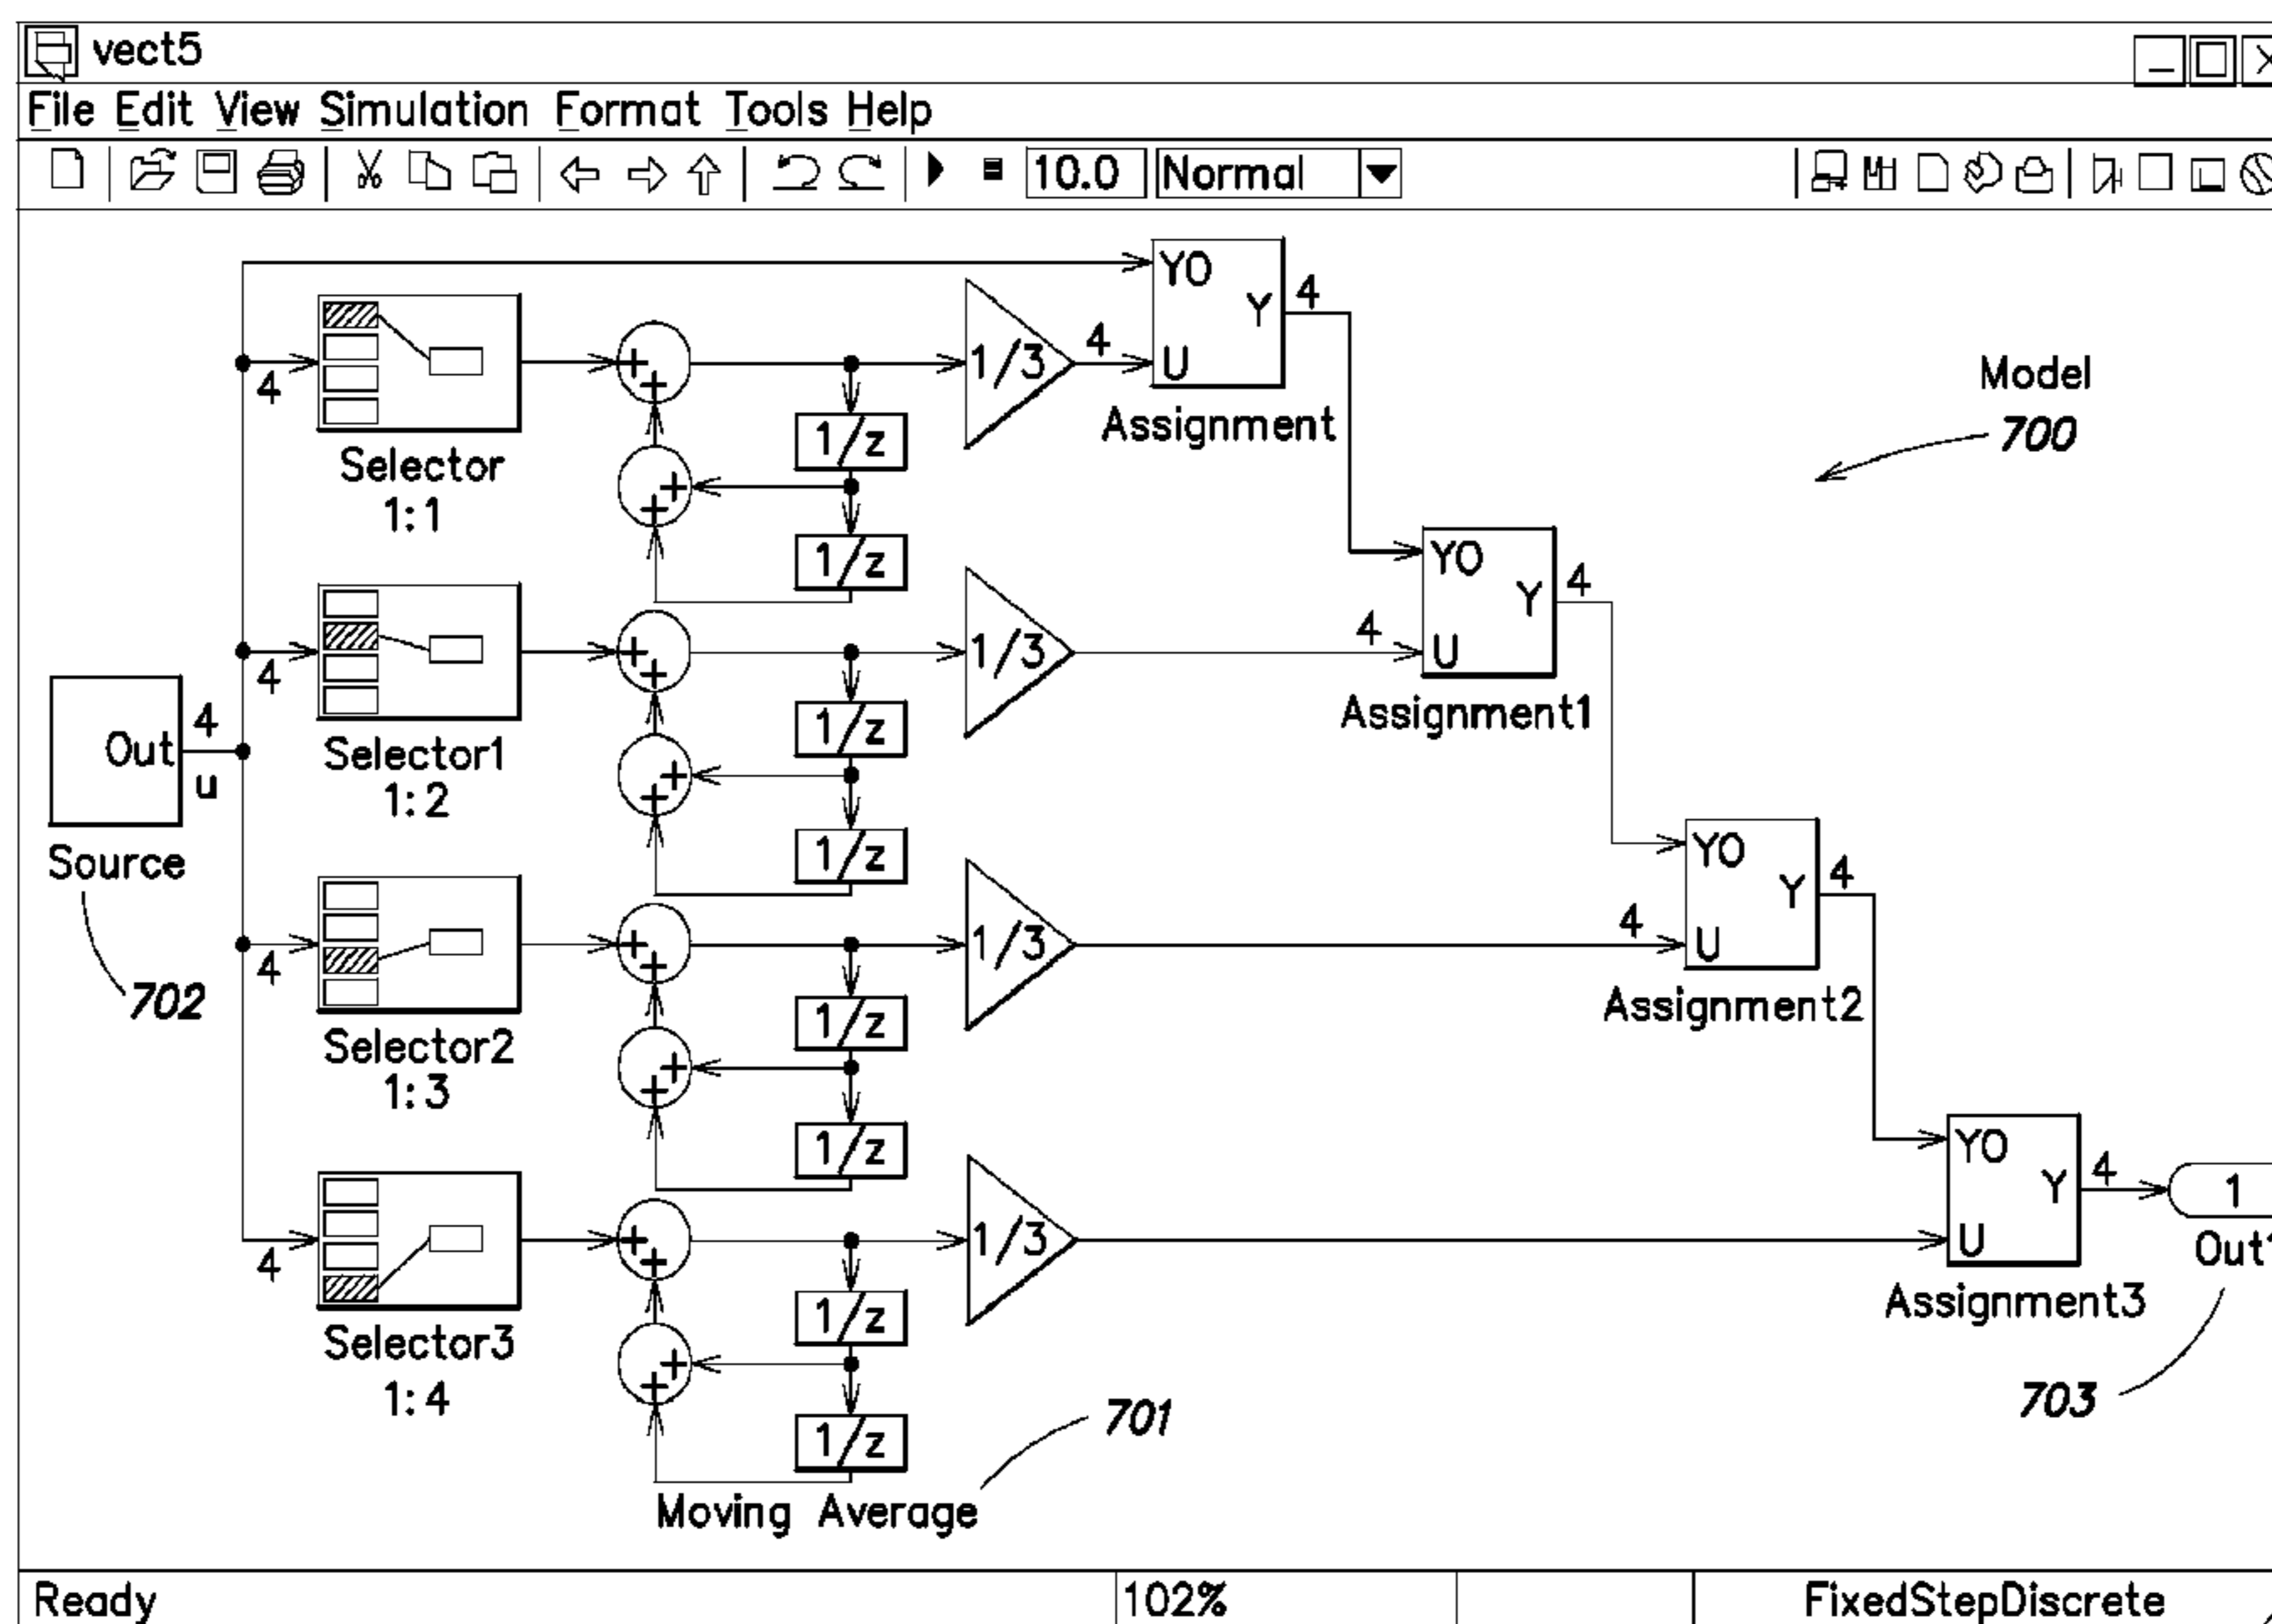 vect5
File Edit View Simulation Format Tools Help
10.0 Normal
YO
Y 4
4
U
1/3
4
Assignment
Selector
1:1
1/z
1/z
Model
700
YO
Y 4
4
U
1/3
4
Assignment1
Selector1
1:2
1/z
1/z
Out 4
u
Source
702
YO
Y 4
4
U
1/3
4
Assignment2
Selector2
1:3
1/z
1/z
YO
Y 4
1
U
1/3
4
Out1
Assignment3
Selector3
1:4
1/z
1/z
703
701
Moving Average
Ready 102% FixedStepDiscrete